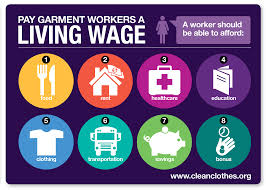 PAY GARMENT WORKERS A
LIVING WAGE
A worker should
be able to afford:
1 2 3 4
food rent healthcare education
5 6 7 8
clothing transportation savings bonus
www.cleanclothes.org